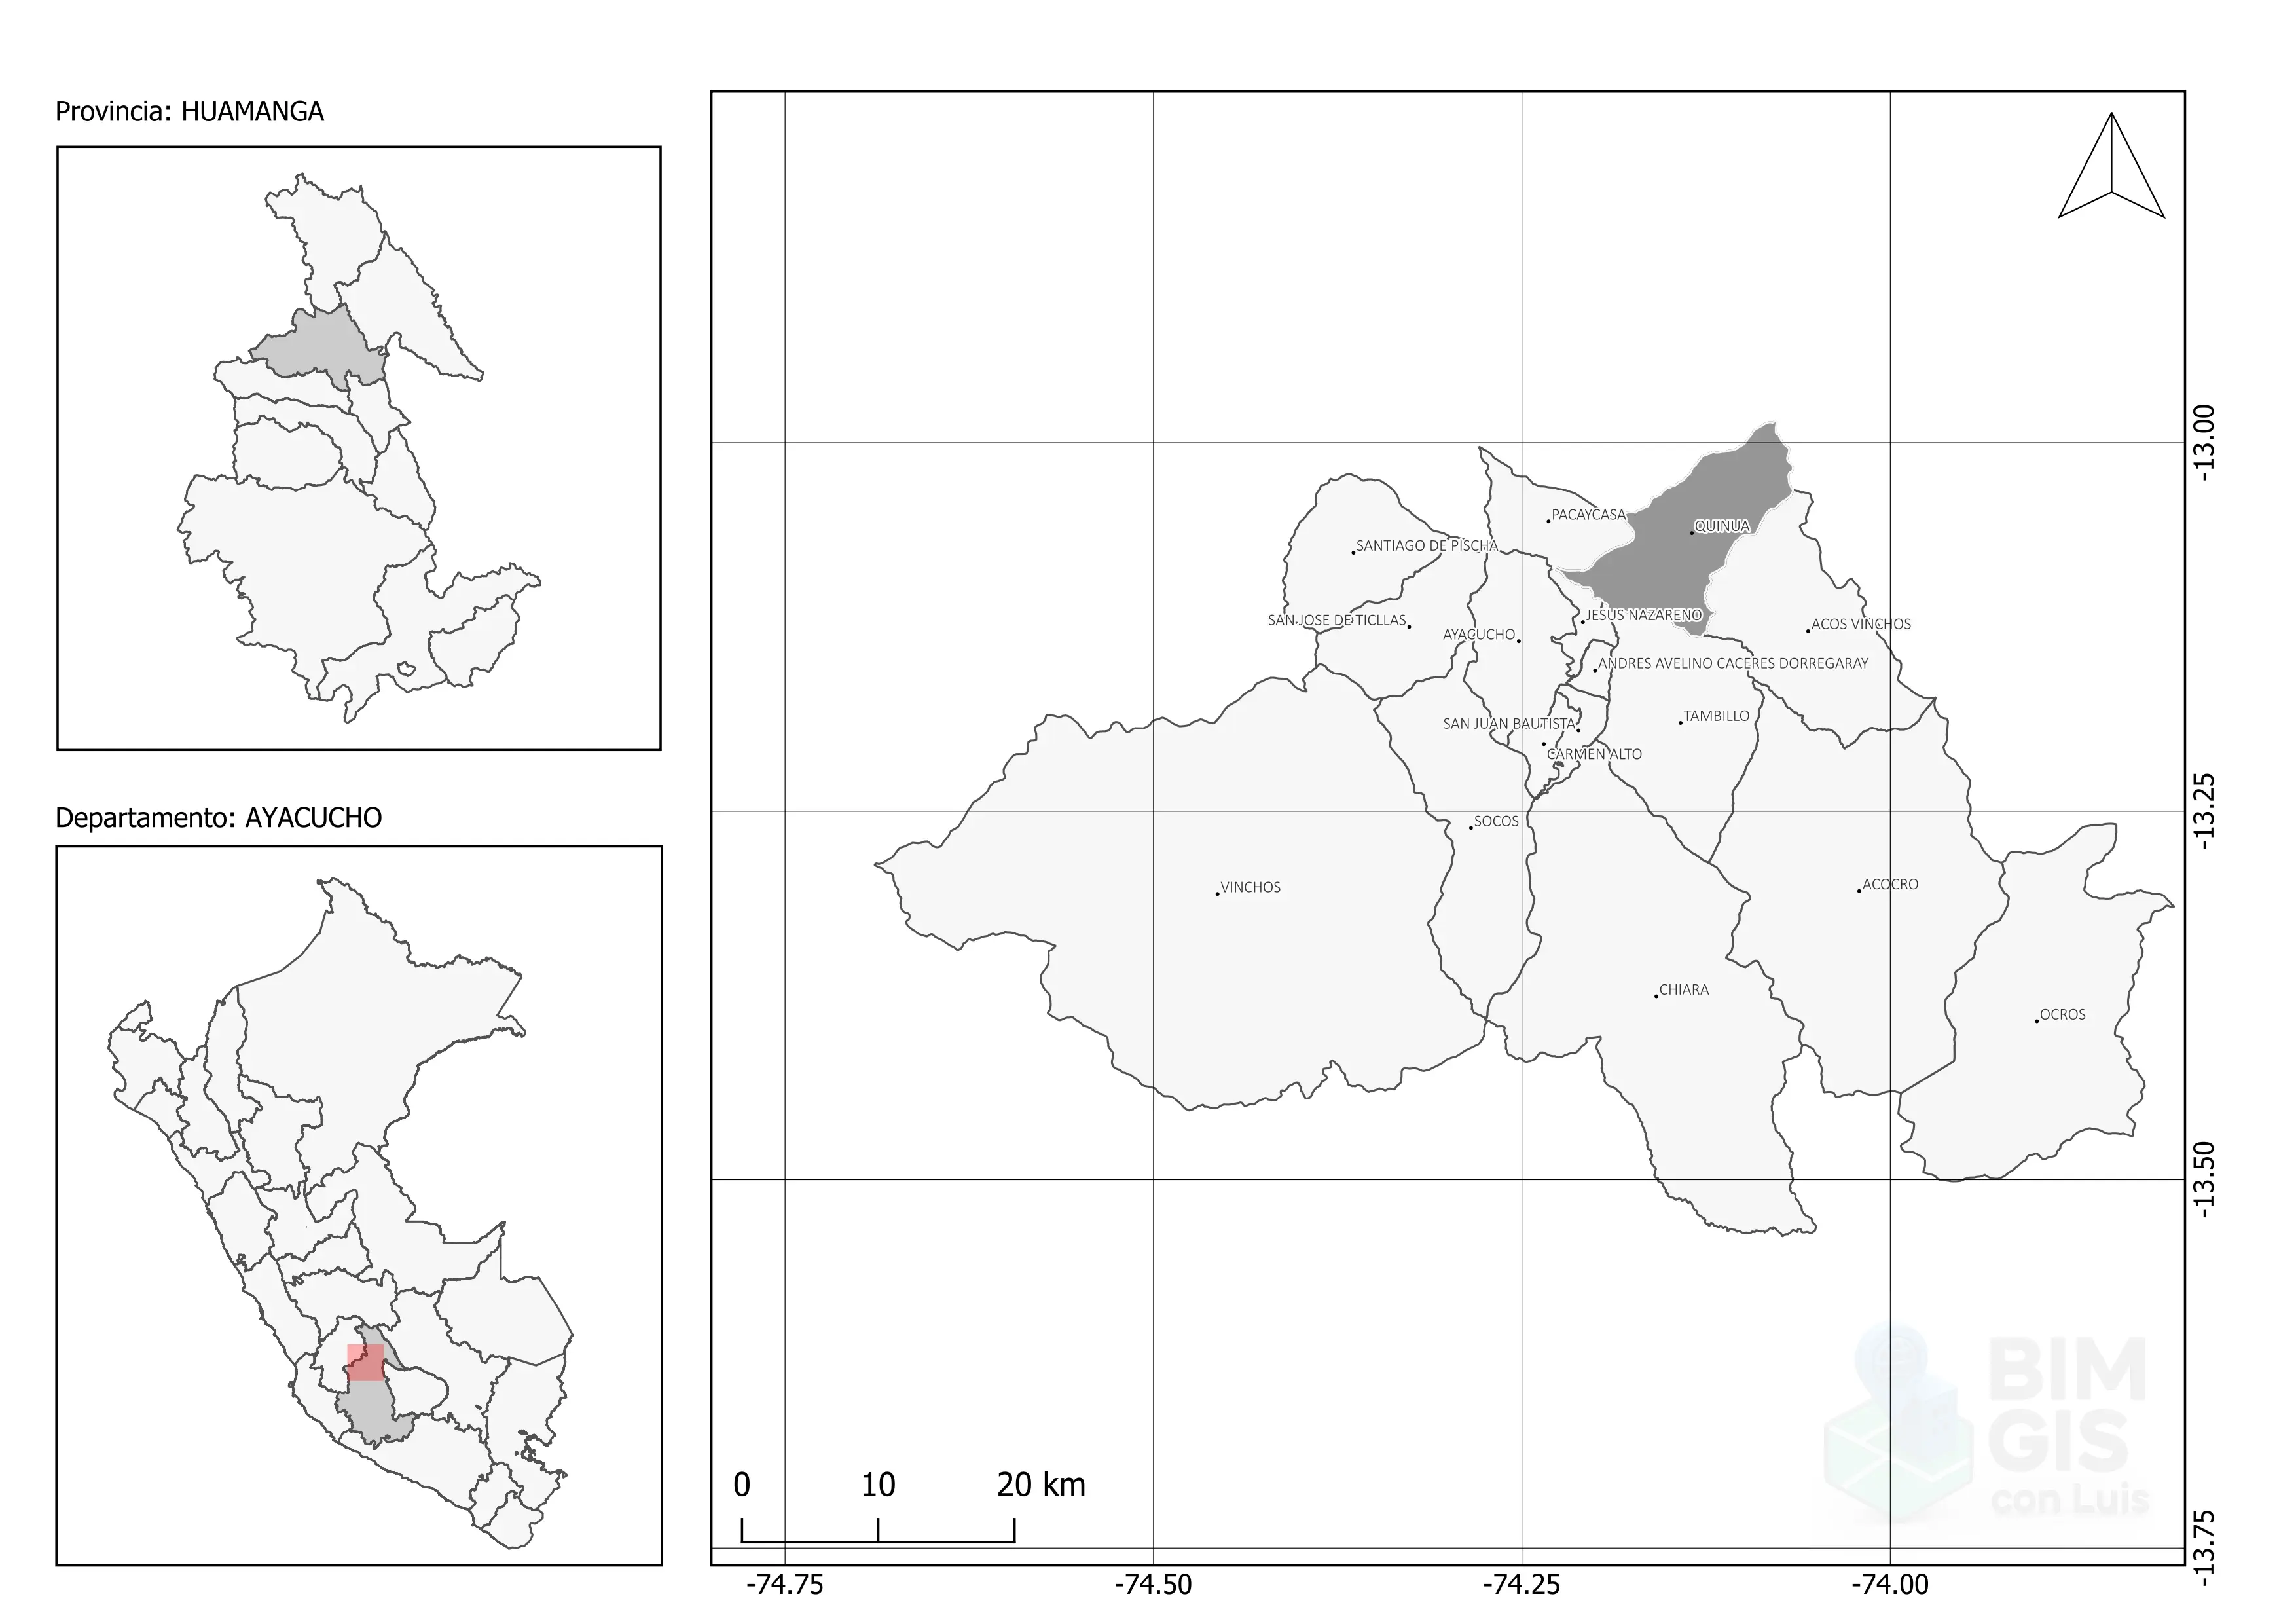 Provincia: HUAMANGA
Departamento: AYACUCHO
PACAYCASA
QUINUA
SANTIAGO DE PISCHA
JESUS NAZARENO
SAN JOSE DE TICLLAS
ACOS VINCHOS
AYACUCHO
ANDRES AVELINO CACERES DORREGARAY
TAMBILLO
SAN JUAN BAUTISTA
CARMEN ALTO
SOCOS
ACOCRO
VINCHOS
CHIARA
OCROS
-13.00
-13.25
-13.50
-13.75
BIM
GIS
con Luis
0 10 20 km
-74.75 -74.50 -74.25 -74.00